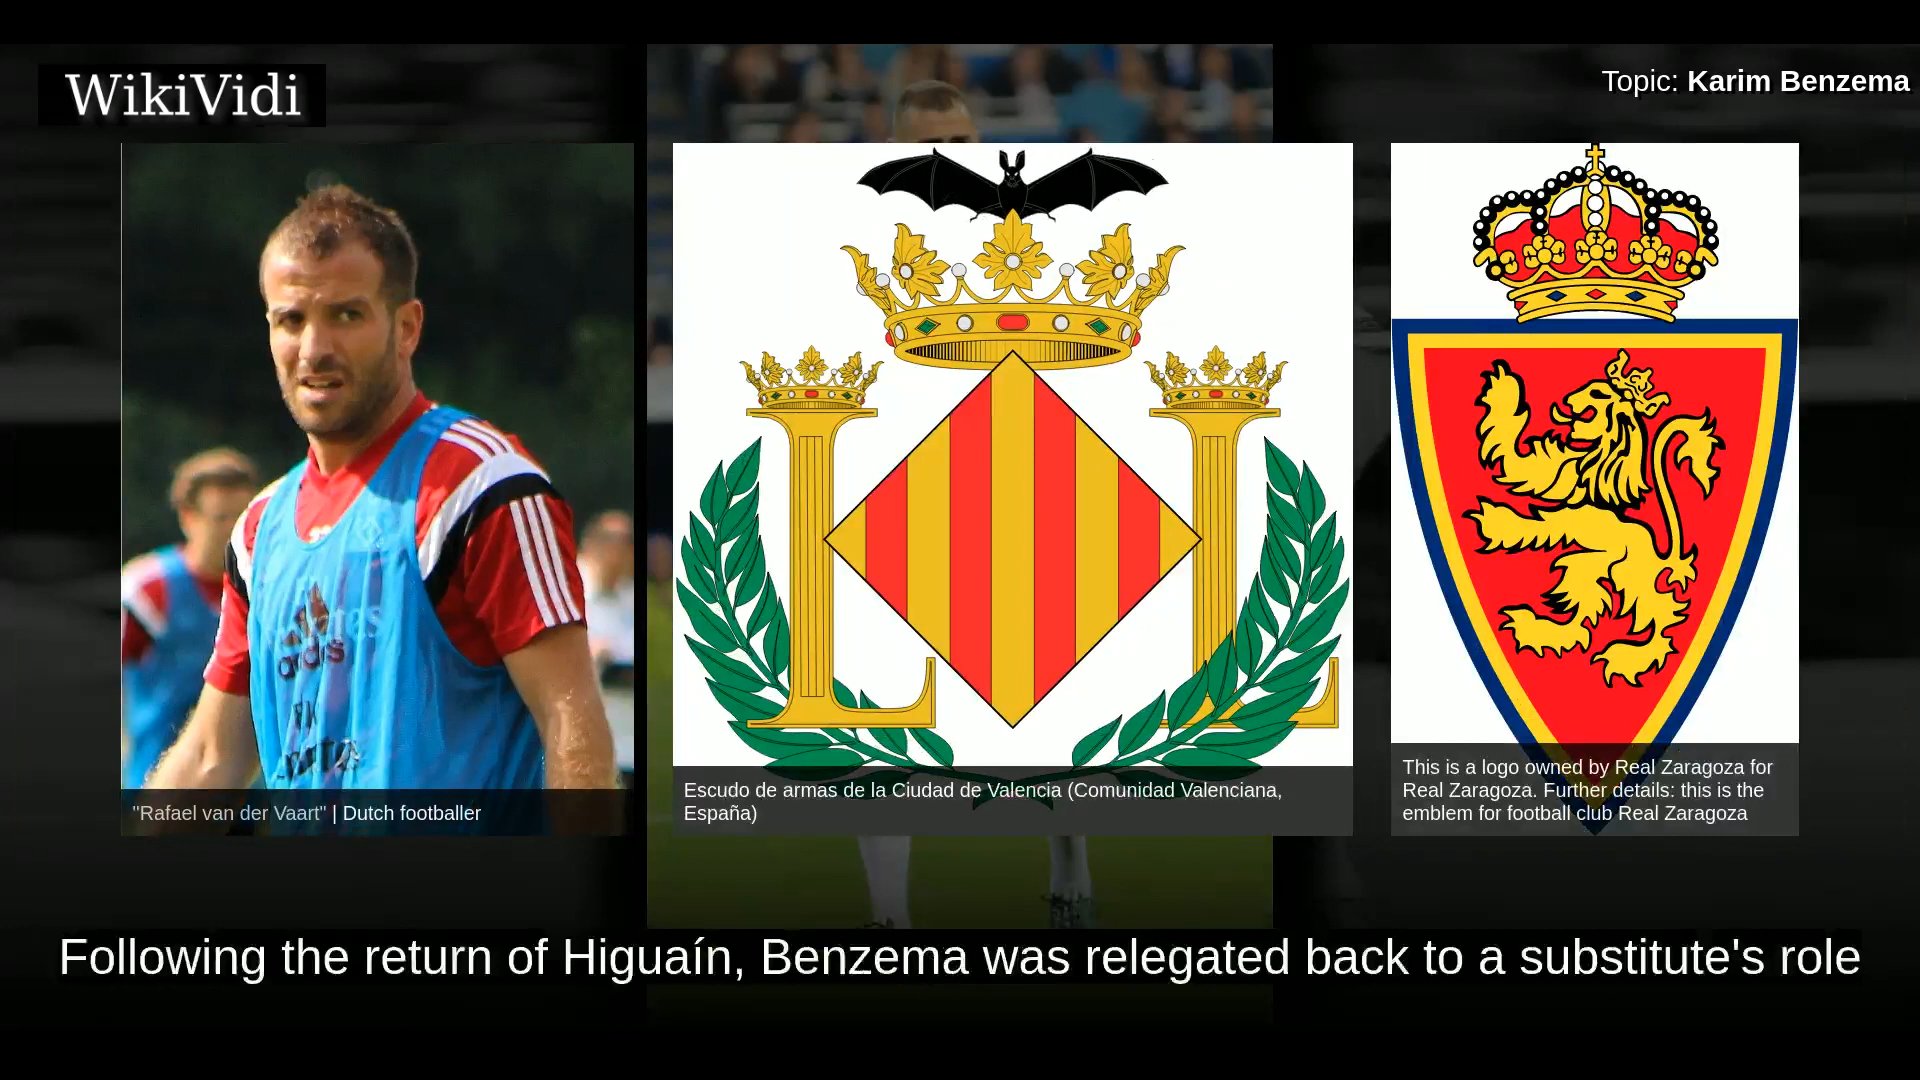 WikiVidi
Topic: Karim Benzema
adidas
"Rafael van der Vaart" | Dutch footballer
Escudo de armas de la Ciudad de Valencia (Comunidad Valenciana,
España)
This is a logo owned by Real Zaragoza for
Real Zaragoza. Further details: this is the
emblem for football club Real Zaragoza
Following the return of Higuaín, Benzema was relegated back to a substitute's role